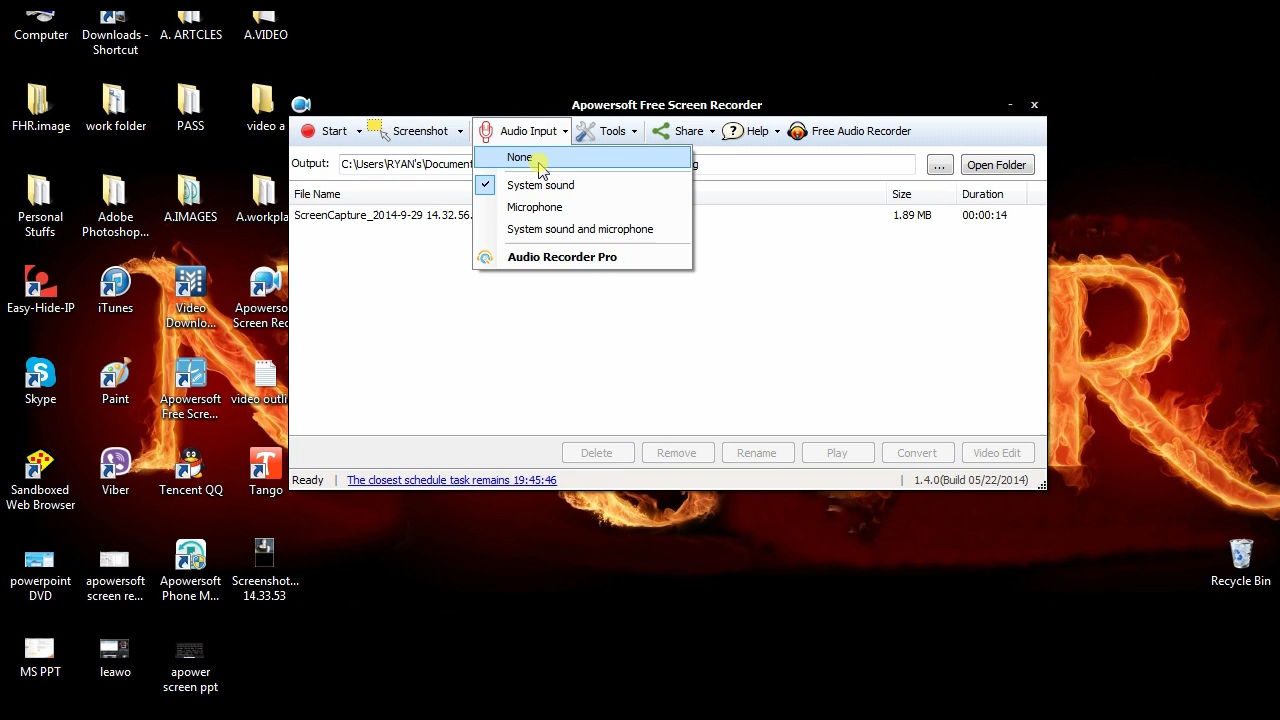 Computer
Downloads -
Shortcut
A. ARTCLES
A.VIDEO
FHR.image
work folder
PASS
video a
Personal
Stuffs
Adobe
Photoshop...
A.IMAGES
A.workpla
Easy-Hide-IP
iTunes
Video
Downlo...
Apowerso
Screen Rec
Skype
Paint
Apowersoft
Free Scre...
video outli
Sandboxed
Web Browser
Viber
Tencent QQ
Tango
powerpoint
DVD
apowersoft
screen re...
Apowersoft
Phone M...
Screenshot...
14.33.53
MS PPT
leawo
apower
screen ppt
Apowersoft Free Screen Recorder
- x
Start
Screenshot
Audio Input
Tools
Share
Help
Free Audio Recorder
Output:
C:\Users\RYAN's\Document
g
...
Open Folder
File Name
Size
Duration
ScreenCapture_2014-9-29 14.32.56.
1.89 MB
00:00:14
None
System sound
Microphone
System sound and microphone
Audio Recorder Pro
Delete
Remove
Rename
Play
Convert
Video Edit
Ready
The closest schedule task remains 19:45:46
1.4.0(Build 05/22/2014)
Recycle Bin
R